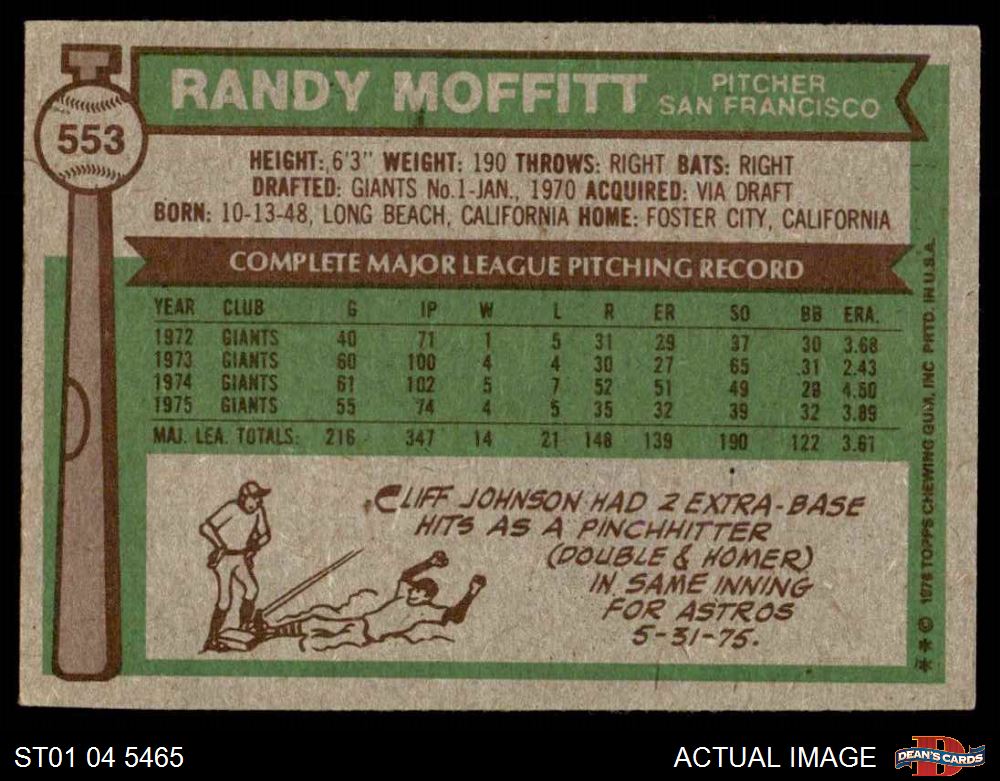 553
RANDY MOFFITT
PITCHER
SAN FRANCISCO
HEIGHT: 6'3" WEIGHT: 190 THROWS: RIGHT BATS: RIGHT
DRAFTED: GIANTS No.1-JAN., 1970 ACQUIRED: VIA DRAFT
BORN: 10-13-48, LONG BEACH, CALIFORNIA HOME: FOSTER CITY, CALIFORNIA
COMPLETE MAJOR LEAGUE PITCHING RECORD
YEAR CLUB G IP W L R ER SO BB ERA.
1972 GIANTS 40 71 1 5 31 29 37 30 3.68
1973 GIANTS 60 100 4 4 30 27 65 31 2.43
1974 GIANTS 61 102 5 7 52 51 49 29 4.50
1975 GIANTS 55 74 4 5 35 32 39 32 3.89
MAJ. LEA. TOTALS: 216 347 14 21 148 139 190 122 3.61
CLIFF JOHNSON HAD 2 EXTRA-BASE
HITS AS A PINCHHITTER
(DOUBLE & HOMER)
IN SAME INNING
FOR ASTROS
5-31-75.
** © 1976 TOPPS CHEWING GUM, INC PRTD. IN U.S.A.
ST01 04 5465
ACTUAL IMAGE
D
DEAN'S CARDS